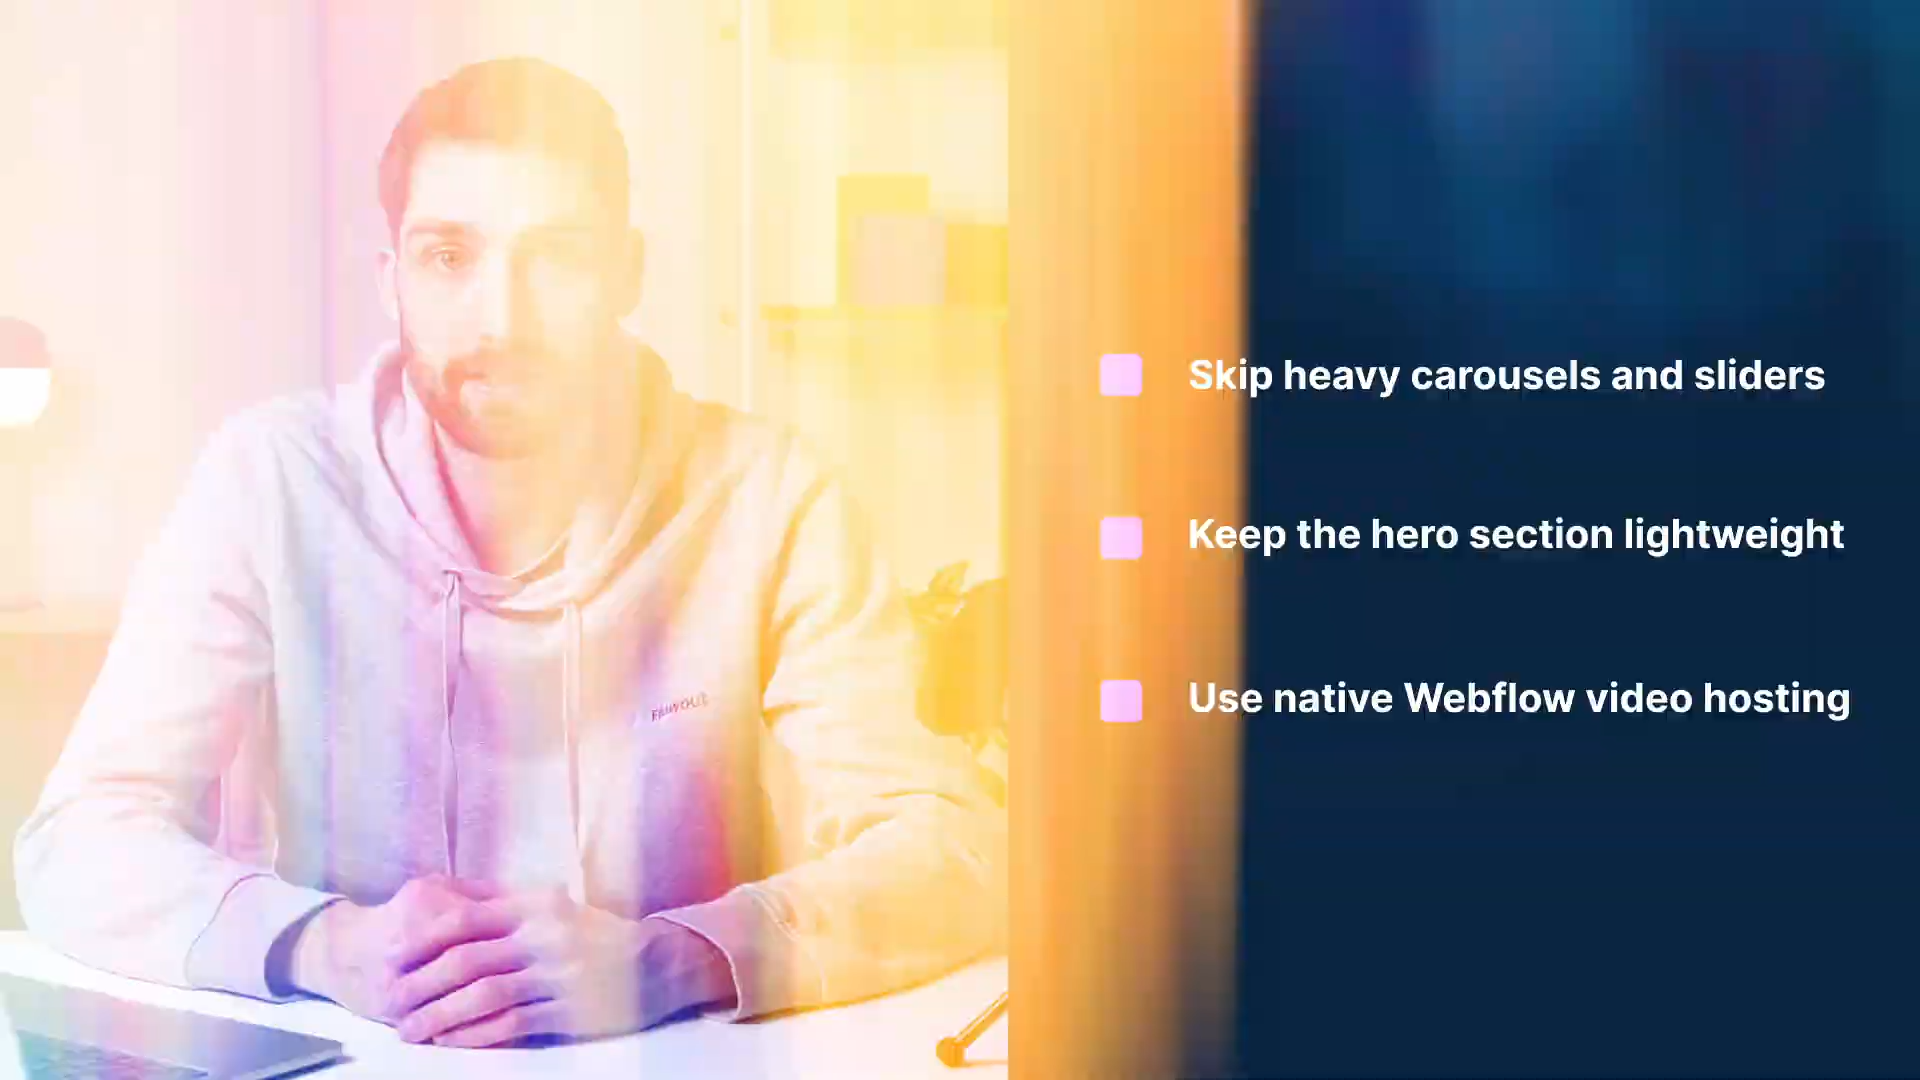 Skip heavy carousels and sliders
Keep the hero section lightweight
Use native Webflow video hosting